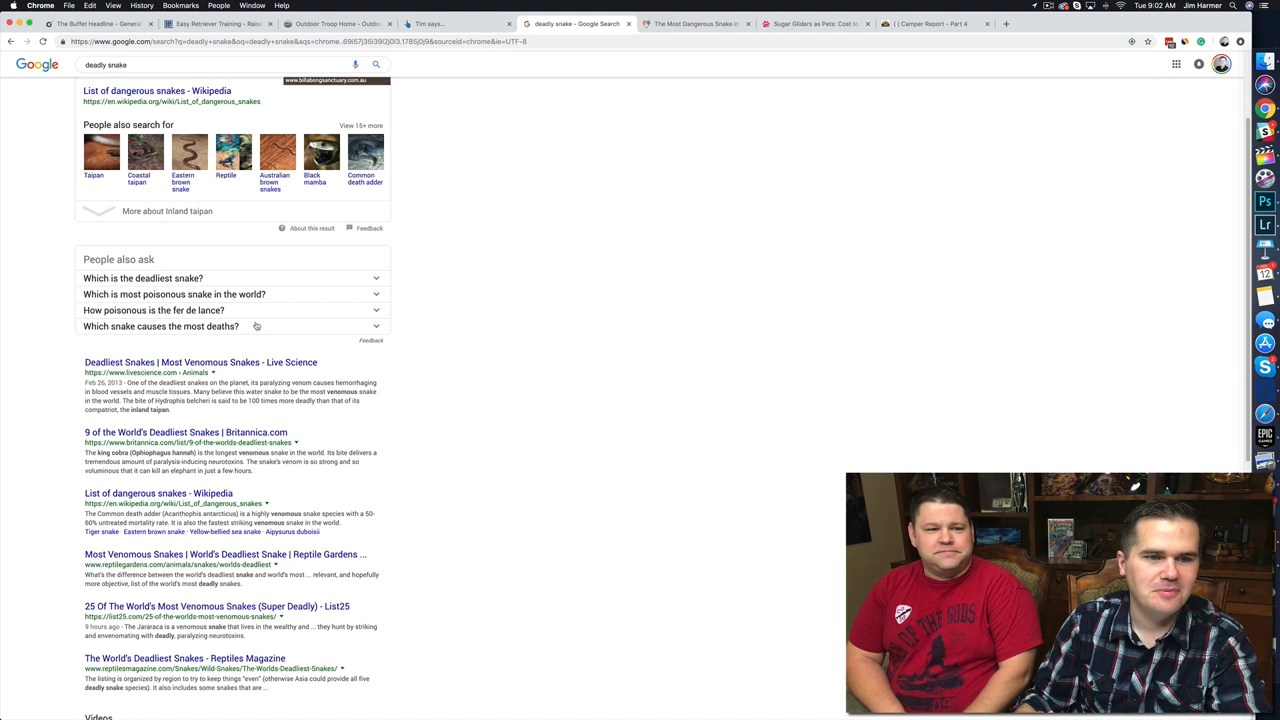 Chrome File Edit View History Bookmarks People Window Help
Tue 9:02 AM Jim Harmer
The Buffet Headline - General
Easy Retriever Training - Raise
Outdoor Troop Home - Outdoo
Tim says...
deadly snake - Google Search
The Most Dangerous Snake in
Sugar Gliders as Pets: Cost to
( ) Camper Report - Part 4
https://www.google.com/search?q=deadly+snake&oq=deadly+snake&aqs=chrome..69i57j35i39l2j0l3.1785j0j9&sourceid=chrome&ie=UTF-8
Google
deadly snake
www.billabongsanctuary.com.au
List of dangerous snakes - Wikipedia
https://en.wikipedia.org/wiki/List_of_dangerous_snakes
People also search for View 15+ more
Taipan
Coastal taipan
Eastern brown snake
Reptile
Australian brown snakes
Black mamba
Common death adder
More about Inland taipan
About this result Feedback
People also ask
Which is the deadliest snake?
Which is most poisonous snake in the world?
How poisonous is the fer de lance?
Which snake causes the most deaths?
Feedback
Deadliest Snakes | Most Venomous Snakes - Live Science
https://www.livescience.com › Animals
Feb 26, 2013 - One of the deadliest snakes on the planet, its paralyzing venom causes hemorrhaging
in blood vessels and muscle tissues. Many believe this water snake to be the most venomous snake
in the world. The bite of Hydrophis belcheri is said to be 100 times more deadly than that of its
compatriot, the inland taipan.
9 of the World's Deadliest Snakes | Britannica.com
https://www.britannica.com/list/9-of-the-worlds-deadliest-snakes
The king cobra (Ophiophagus hannah) is the longest venomous snake in the world. Its bite delivers a
tremendous amount of paralysis-inducing neurotoxins. The snake's venom is so strong and so
voluminous that it can kill an elephant in just a few hours.
List of dangerous snakes - Wikipedia
https://en.wikipedia.org/wiki/List_of_dangerous_snakes
The Common death adder (Acanthophis antarcticus) is a highly venomous snake species with a 50-
60% untreated mortality rate. It is also the fastest striking venomous snake in the world.
Tiger snake · Eastern brown snake · Yellow-bellied sea snake · Aipysurus duboisii
Most Venomous Snakes | World's Deadliest Snake | Reptile Gardens ...
www.reptilegardens.com/animals/snakes/worlds-deadliest
What's the difference between the world's deadliest snake and world's most ... relevant, and hopefully
more objective, list of the world's most deadly snakes.
25 Of The World's Most Venomous Snakes (Super Deadly) - List25
https://list25.com/25-of-the-worlds-most-venomous-snakes/
9 hours ago - The Jararaca is a venomous snake that lives in the wealthy and ... they hunt by striking
and envenomating with deadly, paralyzing neurotoxins.
The World's Deadliest Snakes - Reptiles Magazine
www.reptilesmagazine.com/Snakes/Wild-Snakes/The-Worlds-Deadliest-Snakes/
The listing is organized by region to try to keep things "even" (otherwise Asia could provide all five
deadly snake species). It also includes some snakes that are ...
Videos
Ps
Lr
12
EPIC
GAMES
THE GODS